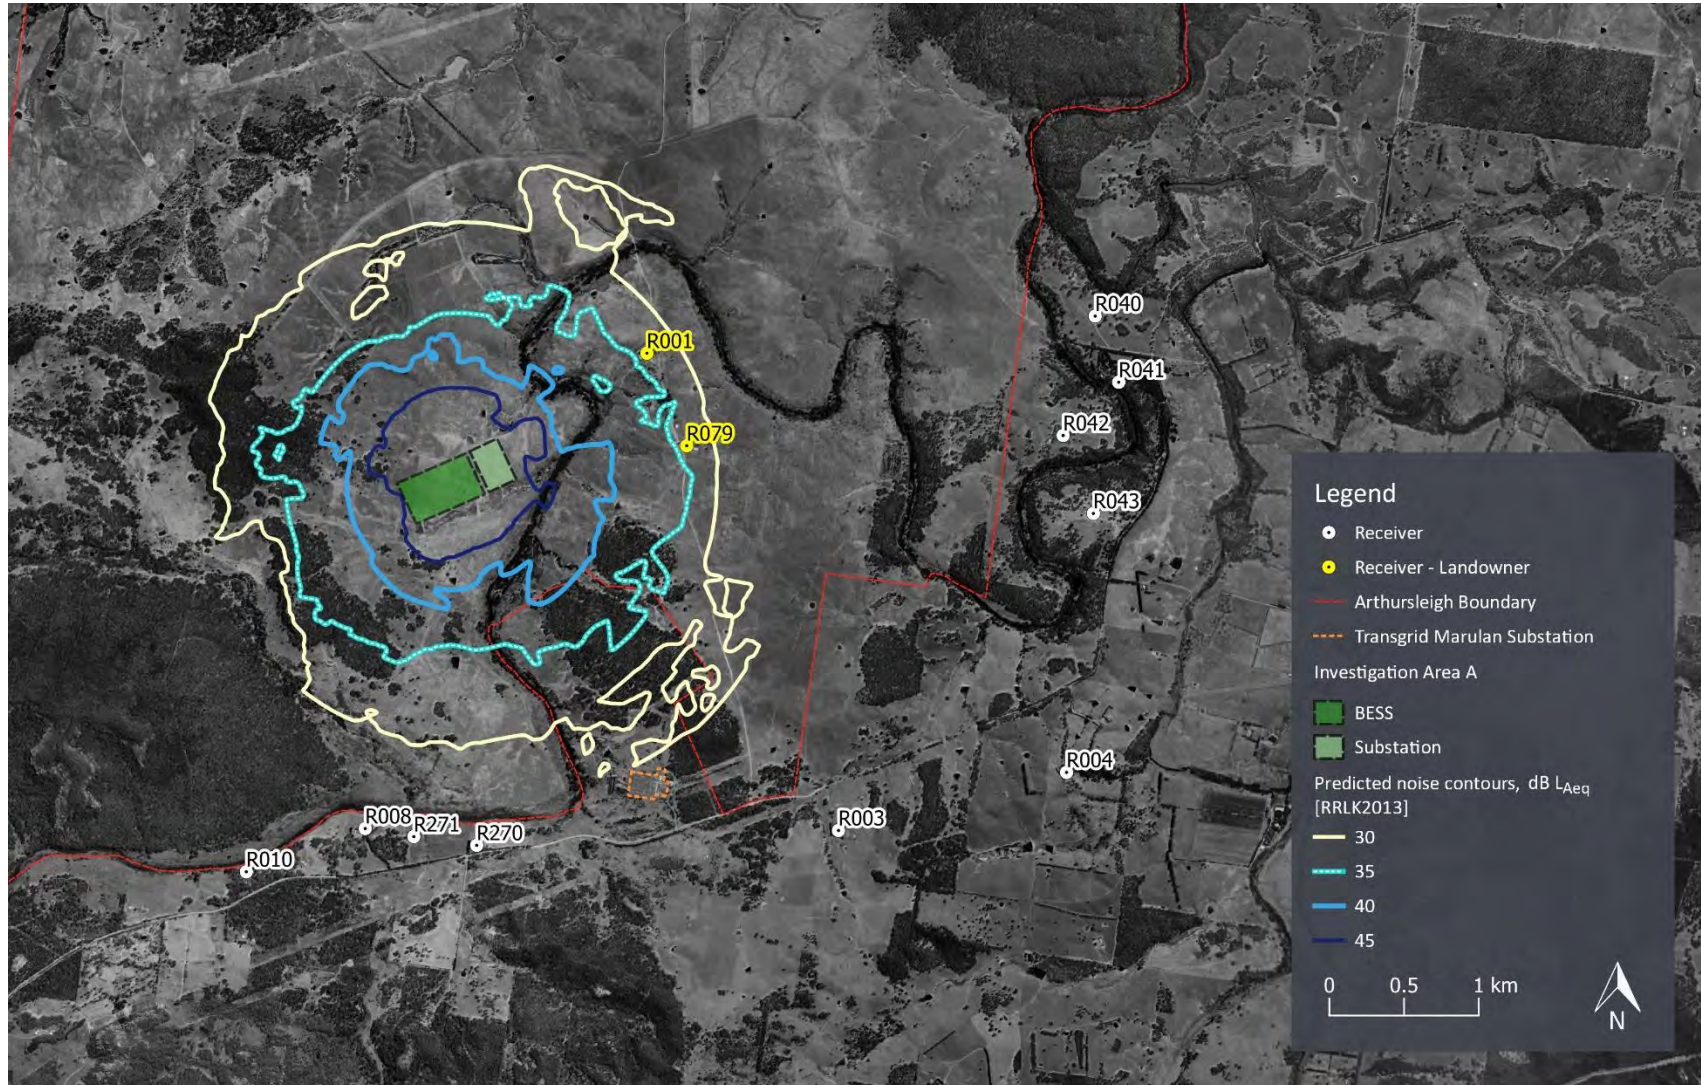 R040
R001
R041
R042
R079
R043
R004
R003
R008
R271
R270
R010
Legend
Receiver
Receiver - Landowner
Arthursleigh Boundary
Transgrid Marulan Substation
Investigation Area A
BESS
Substation
Predicted noise contours, dB LAeq
[RRLK2013]
30
35
40
45
0 0.5 1 km
N